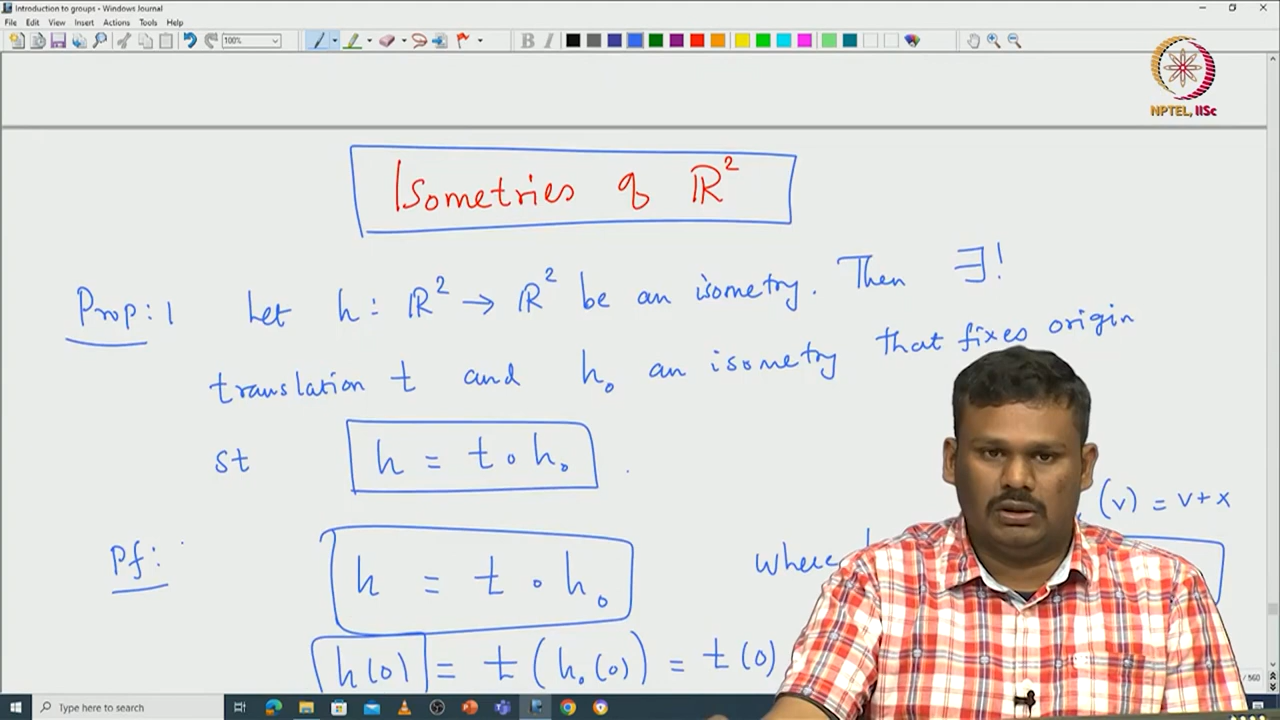 Introduction to groups - Windows Journal
File Edit View Insert Actions Tools Help
100%
NPTEL, IISc
Isometries of ℝ²
Prop: 1 Let h: ℝ² → ℝ² be an isometry. Then ∃!
translation t and h₀ an isometry that fixes origin
st h = t ∘ h₀ .
(v) = v + x
Pf: h = t ∘ h₀ where
h(0) = t(h₀(0)) = t(0)
/ 560
Type here to search